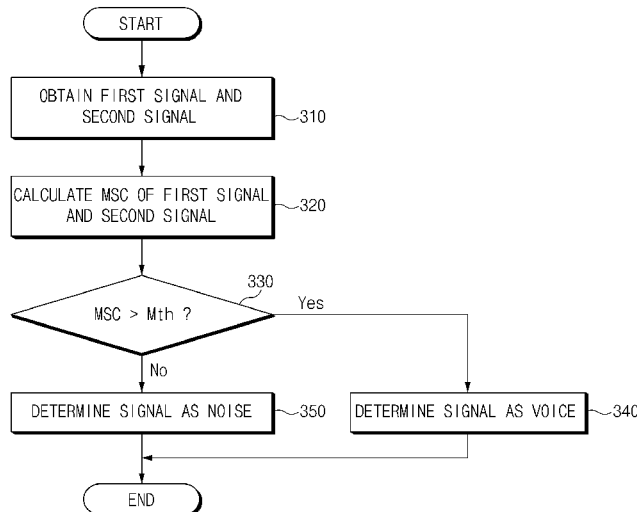 START
OBTAIN FIRST SIGNAL AND
SECOND SIGNAL
310
CALCULATE MSC OF FIRST SIGNAL
AND SECOND SIGNAL
320
330
MSC > Mth ?
Yes
No
DETERMINE SIGNAL AS NOISE
350
DETERMINE SIGNAL AS VOICE
340
END